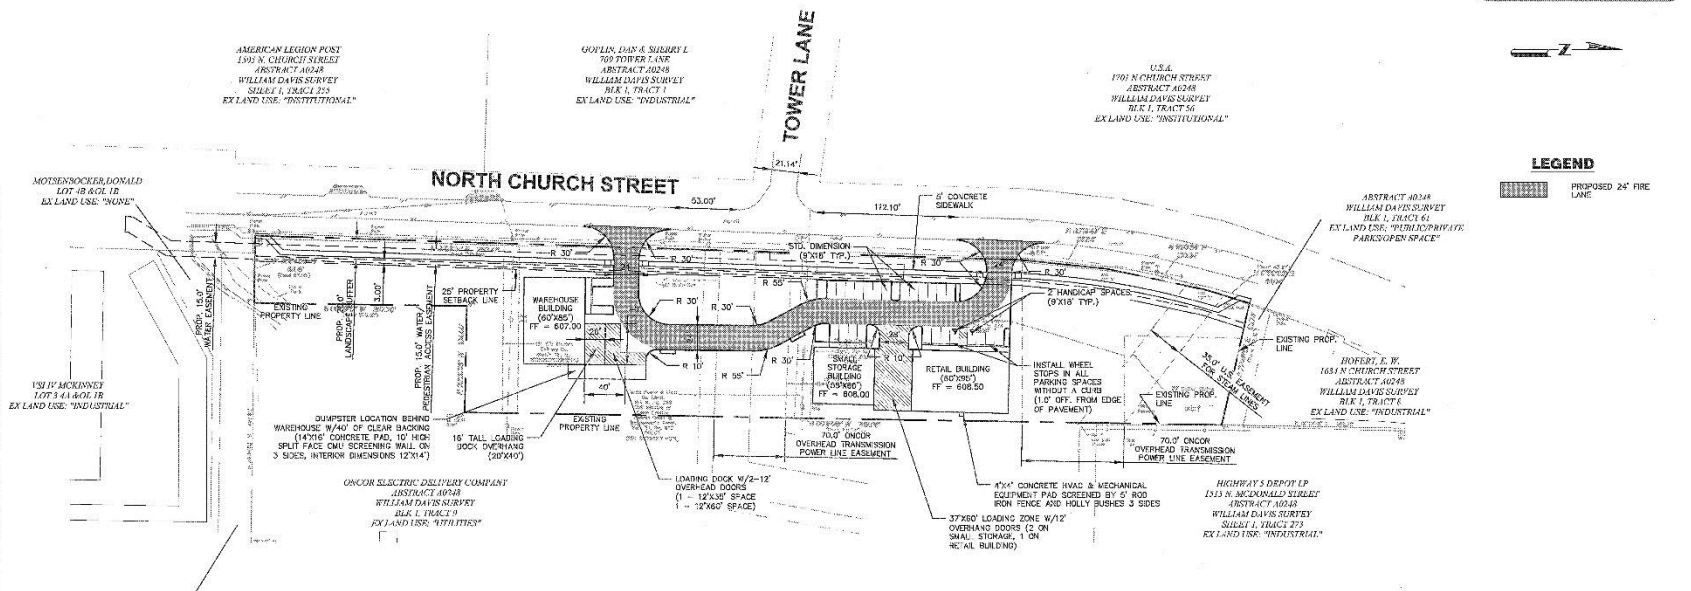 AMERICAN LEGION POST
1505 N. CHURCH STREET
ABSTRACT A0248
WILLIAM DAVIS SURVEY
SHEET 1, TRACT 255
EX LAND USE: "INSTITUTIONAL"
GOPLIN, DAN & SHERRY L
709 TOWER LANE
ABSTRACT A0248
WILLIAM DAVIS SURVEY
BLK 1, TRACT 1
EX LAND USE: "INDUSTRIAL"
TOWER LANE
U.S.A.
1701 N CHURCH STREET
ABSTRACT A0248
WILLIAM DAVIS SURVEY
BLK 1, TRACT 56
EX LAND USE: "INSTITUTIONAL"
Z
LEGEND
PROPOSED 24' FIRE
LANE
MOTSENBOCKER, DONALD
LOT 4B & OL 1B
EX LAND USE: "NONE"
NORTH CHURCH STREET
21.14'
53.00'
112.10'
5' CONCRETE
SIDEWALK
ABSTRACT A0248
WILLIAM DAVIS SURVEY
BLK 1, TRACT 61
EX LAND USE: "PUBLIC/PRIVATE
PARKS/OPEN SPACE"
STD. DIMENSION
(9'X18' TYP.)
R 30'
R 30'
R 30'
R 30'
R 55'
R 30'
R 30'
PROP. 15.0'
WATER EASEMENT
EXISTING
PROPERTY LINE
LANDSCAPE BUFFER
PROP. 15.0' WATER/
PEDESTRIAN ACCESS EASEMENT
25' PROPERTY
SETBACK LINE
WAREHOUSE
BUILDING
(60'X85')
FF = 607.00
20'
40'
R 10'
R 55'
R 30'
2 HANDICAP SPACES
(9'X18' TYP.)
SMALL
STORAGE
BUILDING
(55'X60')
FF = 608.00
R 10'
RETAIL BUILDING
(80'X95')
FF = 608.50
INSTALL WHEEL
STOPS IN ALL
PARKING SPACES
WITHOUT A CURB
(1.0' OFF. FROM EDGE
OF PAVEMENT)
EXISTING PROP.
LINE
35.0' U.S. EASEMENT
FOR STEAM LINES
EXISTING PROP.
LINE
HOFERT, E. W.
1634 N CHURCH STREET
ABSTRACT A0248
WILLIAM DAVIS SURVEY
BLK 1, TRACT 8
EX LAND USE: "INDUSTRIAL"
VSI IV MCKINNEY
LOT 3 4A & OL 1B
EX LAND USE: "INDUSTRIAL"
DUMPSTER LOCATION BEHIND
WAREHOUSE W/40' OF CLEAR BACKING
(14'X16' CONCRETE PAD, 10' HIGH
SPLIT FACE CMU SCREENING WALL ON
3 SIDES, INTERIOR DIMENSIONS 12'X14')
16' TALL LOADING
DOCK OVERHANG
(20'X40')
EXISTING
PROPERTY LINE
70.0' ONCOR
OVERHEAD TRANSMISSION
POWER LINE EASEMENT
70.0' ONCOR
OVERHEAD TRANSMISSION
POWER LINE EASEMENT
ONCOR ELECTRIC DELIVERY COMPANY
ABSTRACT A0248
WILLIAM DAVIS SURVEY
BLK 1, TRACT 9
EX LAND USE: "UTILITIES"
LOADING DOCK W/2-12'
OVERHEAD DOORS
(1 - 12'X35' SPACE
1 - 12'X60' SPACE)
4'X4' CONCRETE HVAC & MECHANICAL
EQUIPMENT PAD SCREENED BY 5' ROD
IRON FENCE AND HOLLY BUSHES 3 SIDES
37'X60' LOADING ZONE W/12'
OVERHANG DOORS (2 ON
SMALL STORAGE, 1 ON
RETAIL BUILDING)
HIGHWAY 5 DEPOT LP
1515 N. MCDONALD STREET
ABSTRACT A0248
WILLIAM DAVIS SURVEY
SHEET 1, TRACT 273
EX LAND USE: "INDUSTRIAL"